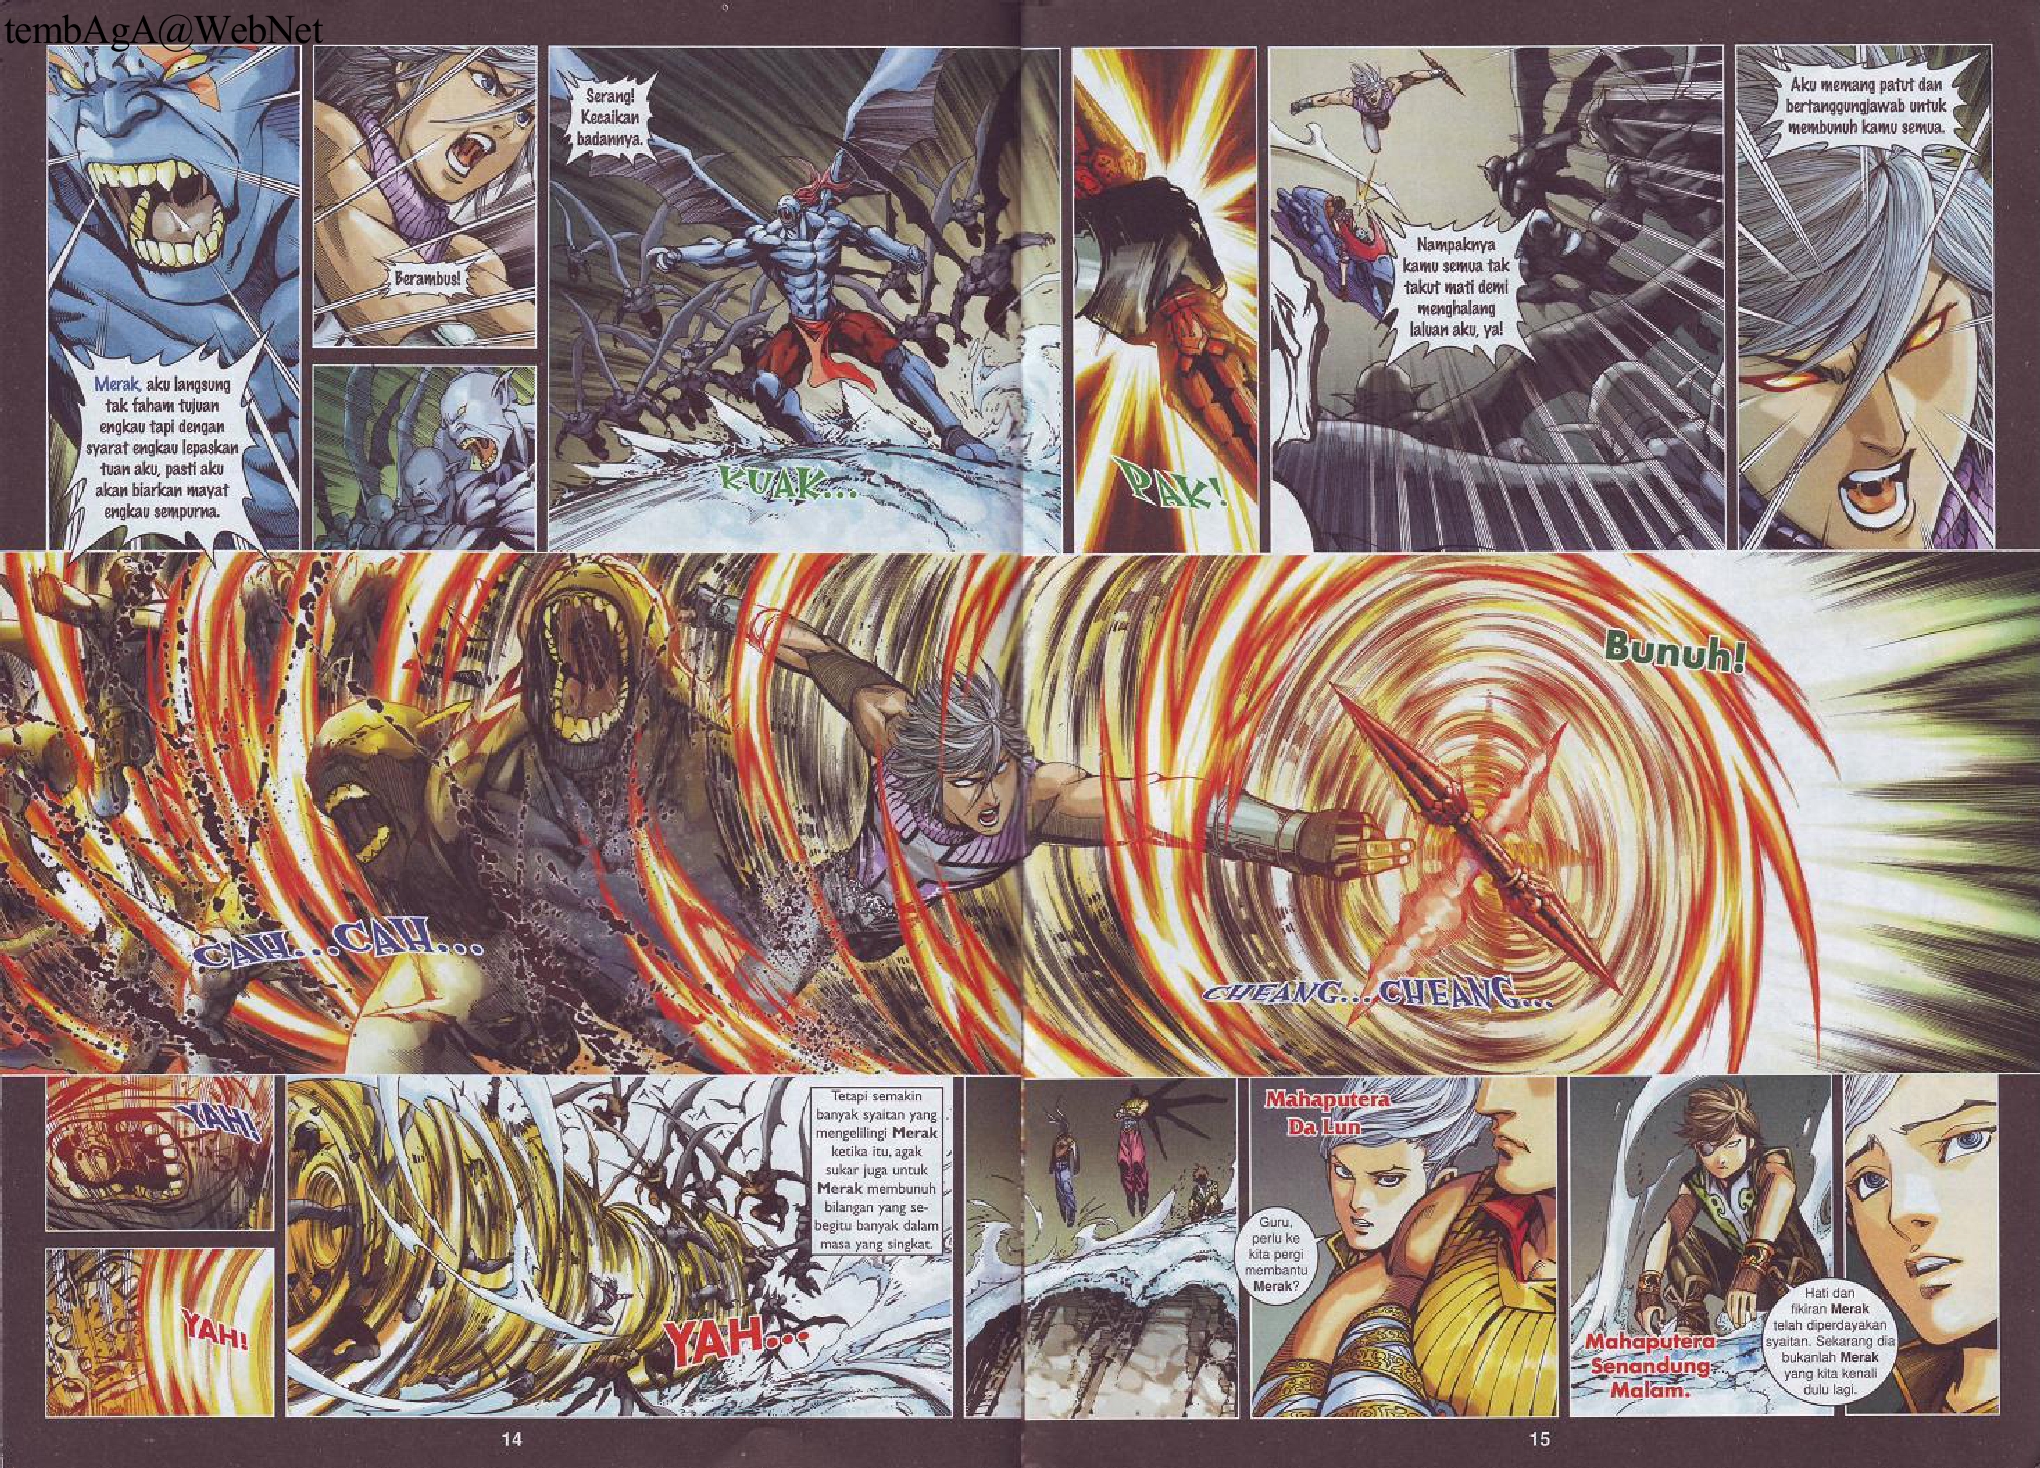 tembAgA@WebNet
Merak, aku langsung
tak faham tujuan
engkau tapi dengan
syarat engkau lepaskan
tuan aku, pasti aku
akan biarkan mayat
engkau sempurna.
Berambus!
Serang!
Kecaikan
badannya.
KUAK...
PAK!
Nampaknya
kamu semua tak
takut mati demi
menghalang
laluan aku, ya!
Aku memang patut dan
bertanggungjawab untuk
membunuh kamu semua.
CAH...CAH...
Bunuh!
CHEANG...CHEANG...
YAH!
YAH!
Tetapi semakin
banyak syaitan yang
mengelilingi Merak
ketika itu, agak
sukar juga untuk
Merak membunuh
bilangan yang se-
begitu banyak dalam
masa yang singkat.
YAH...
Mahaputera
Da Lun
Guru,
perlu ke
kita pergi
membantu
Merak?
Mahaputera
Senandung
Malam.
Hati dan
fikiran Merak
telah diperdayakan
syaitan. Sekarang dia
bukanlah Merak
yang kita kenali
dulu lagi.
14
15